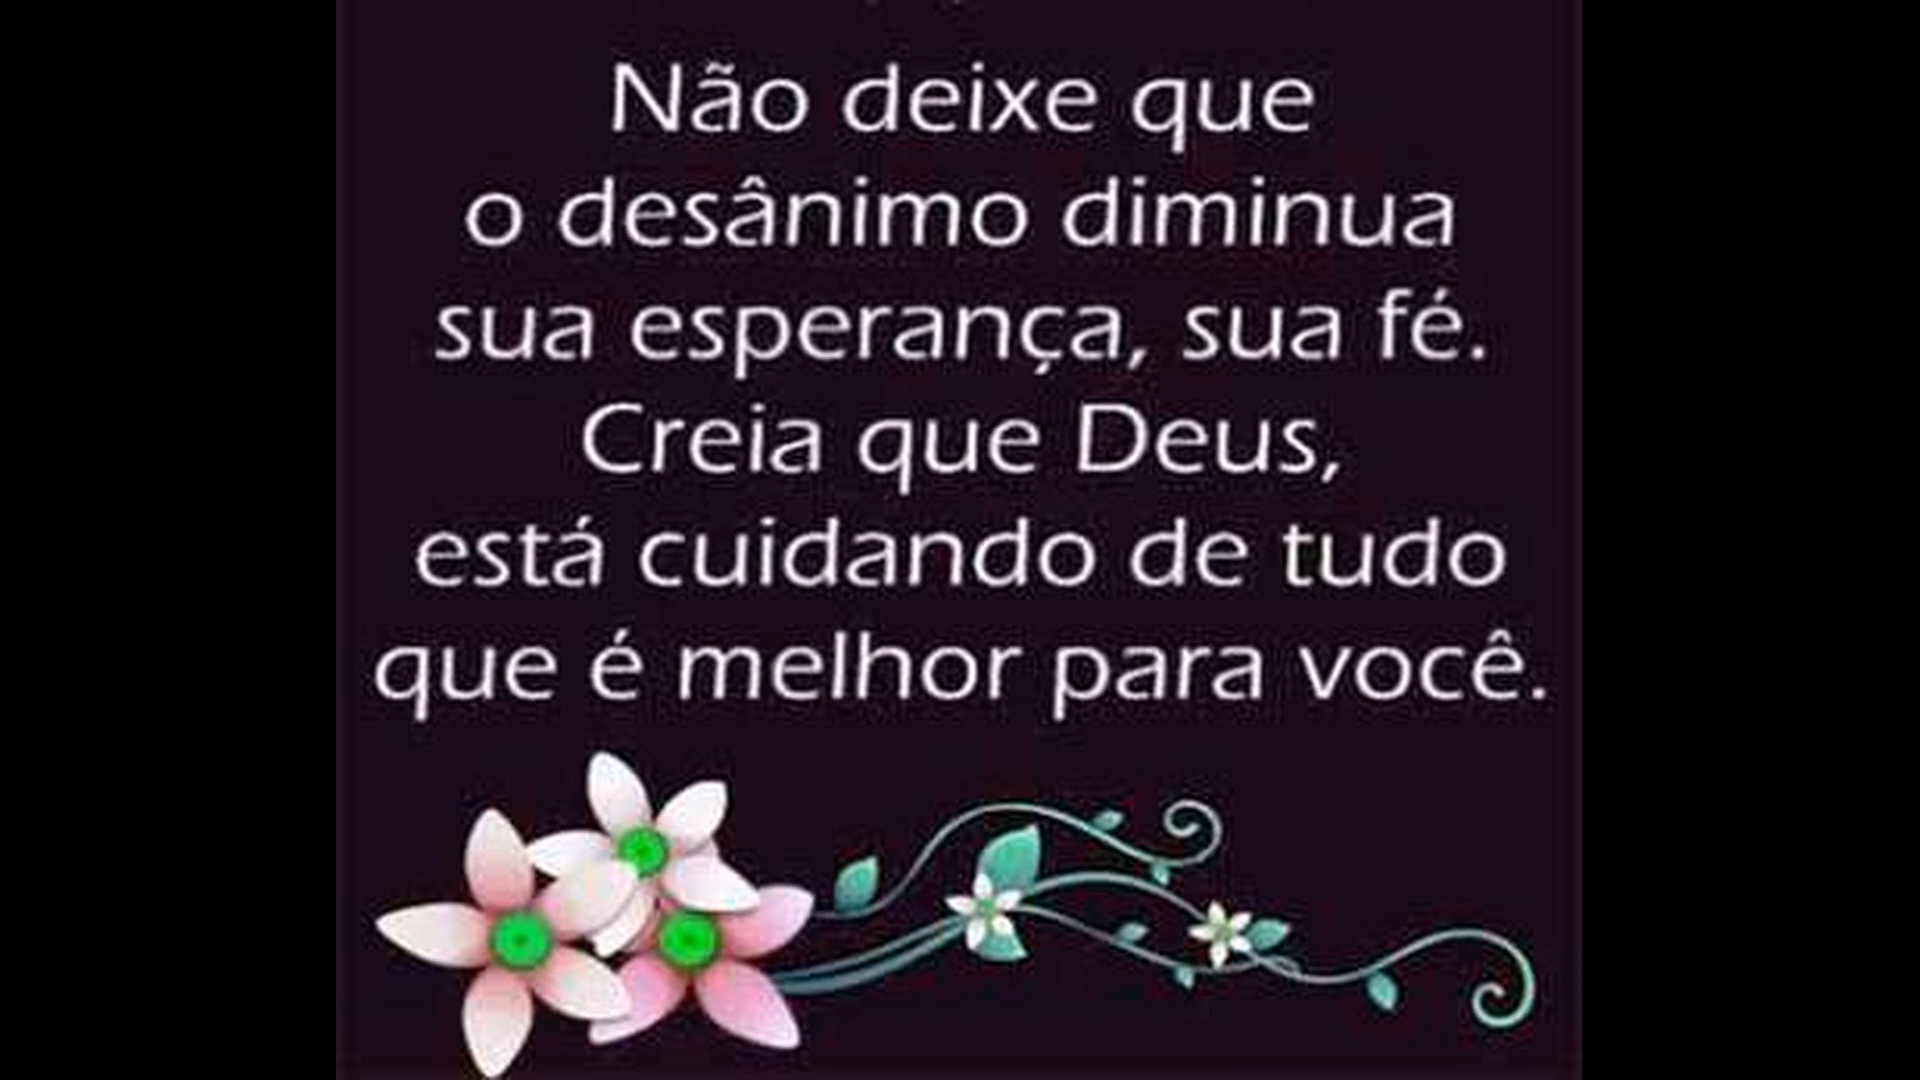 Não deixe que
o desânimo diminua
sua esperança, sua fé.
Creia que Deus,
está cuidando de tudo
que é melhor para você.